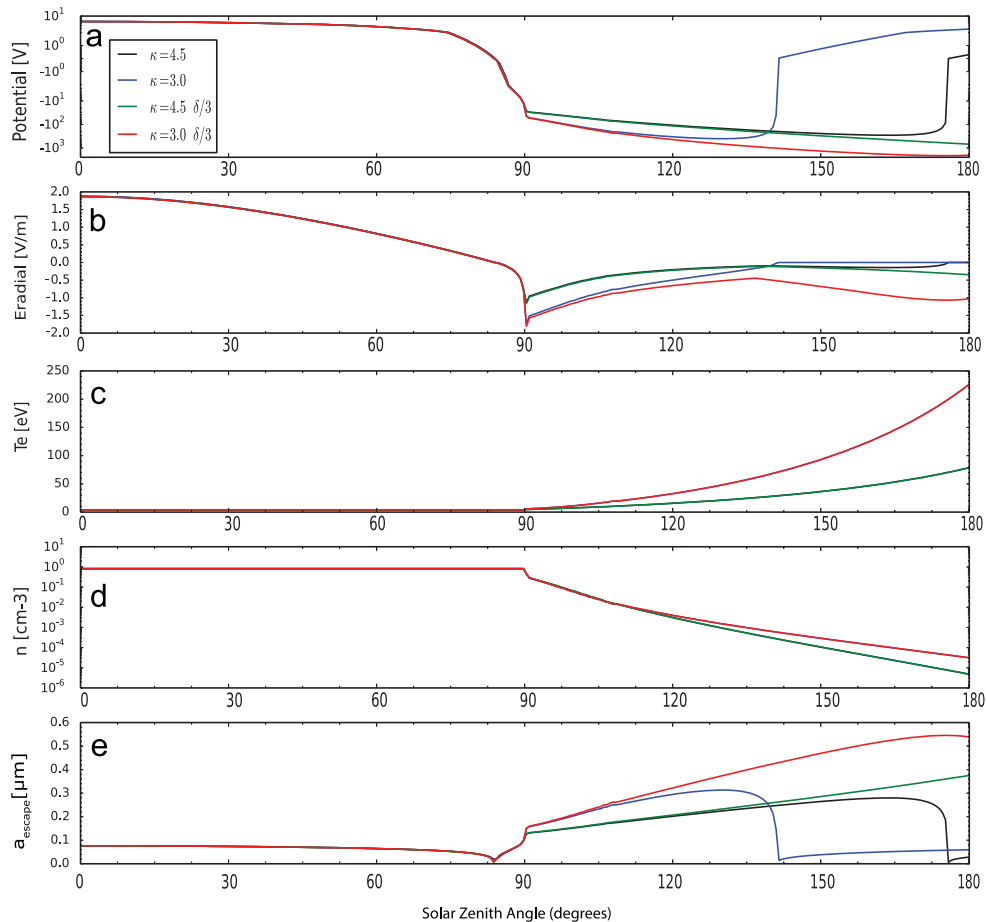 a
Potential [V]
10^1
10^0
-10^0
-10^1
-10^2
-10^3
κ=4.5
κ=3.0
κ=4.5 δ/3
κ=3.0 δ/3
0 30 60 90 120 150 180
b
Eradial [V/m]
2.0
1.5
1.0
0.5
0.0
-0.5
-1.0
-1.5
-2.0
0 30 60 90 120 150 180
c
Te [eV]
250
200
150
100
50
0
0 30 60 90 120 150 180
d
n [cm-3]
10^1
10^0
10^-1
10^-2
10^-3
10^-4
10^-5
10^-6
0 30 60 90 120 150 180
e
a_escape[μm]
0.6
0.5
0.4
0.3
0.2
0.1
0.0
0 30 60 90 120 150 180
Solar Zenith Angle (degrees)